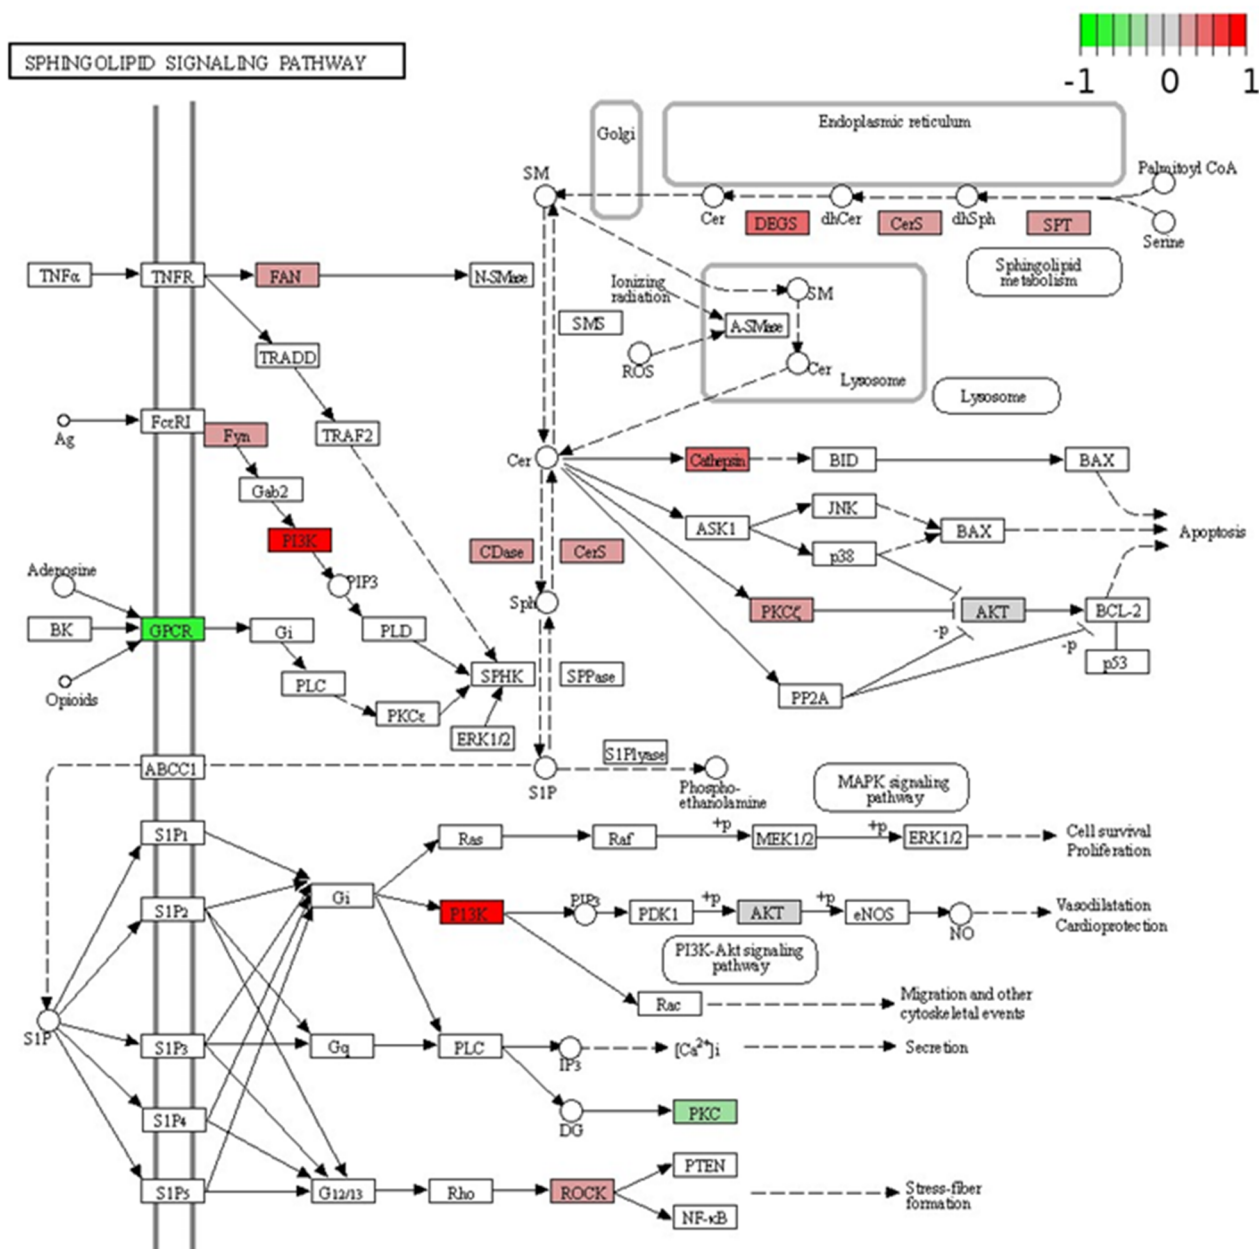 -1 0 1
SPHINGOLIPID SIGNALING PATHWAY
Golgi
Endoplasmic reticulum
SM
Palmitoyl CoA
Cer
DEGS
dhCer
CerS
dhSph
SPT
Serine
Sphingolipid
metabolism
TNFα
TNFR
FAN
N-SMase
Ionizing
radiation
SM
SMS
A-SMase
ROS
Cer
Lysosome
Lysosome
TRADD
Ag
FcεRI
Fyn
TRAF2
Cer
Cathepsin
BID
BAX
Gab2
ASK1
JNK
BAX
Apoptosis
PI3K
CDase
CerS
p38
Adenosine
PIP3
Sph
PKCζ
AKT
BCL-2
BK
GPCR
Gi
PLD
-p
-p
p53
Opioids
PLC
SPHK
SPPase
PP2A
PKCε
ERK1/2
ABCC1
S1P
S1Plyase
Phospho-
ethanolamine
MAPK signaling
pathway
S1P1
Ras
Raf
+p
MEK1/2
+p
ERK1/2
Cell survival
Proliferation
S1P2
Gi
PI3K
PIP3
PDK1
+p
AKT
+p
eNOS
NO
Vasodilatation
Cardioprotection
PI3K-Akt signaling
pathway
Rac
Migration and other
cytoskeletal events
S1P
S1P3
Gq
PLC
IP3
[Ca2+]i
Secretion
S1P4
DG
PKC
S1P5
G12/13
Rho
ROCK
PTEN
NF-κB
Stress-fiber
formation